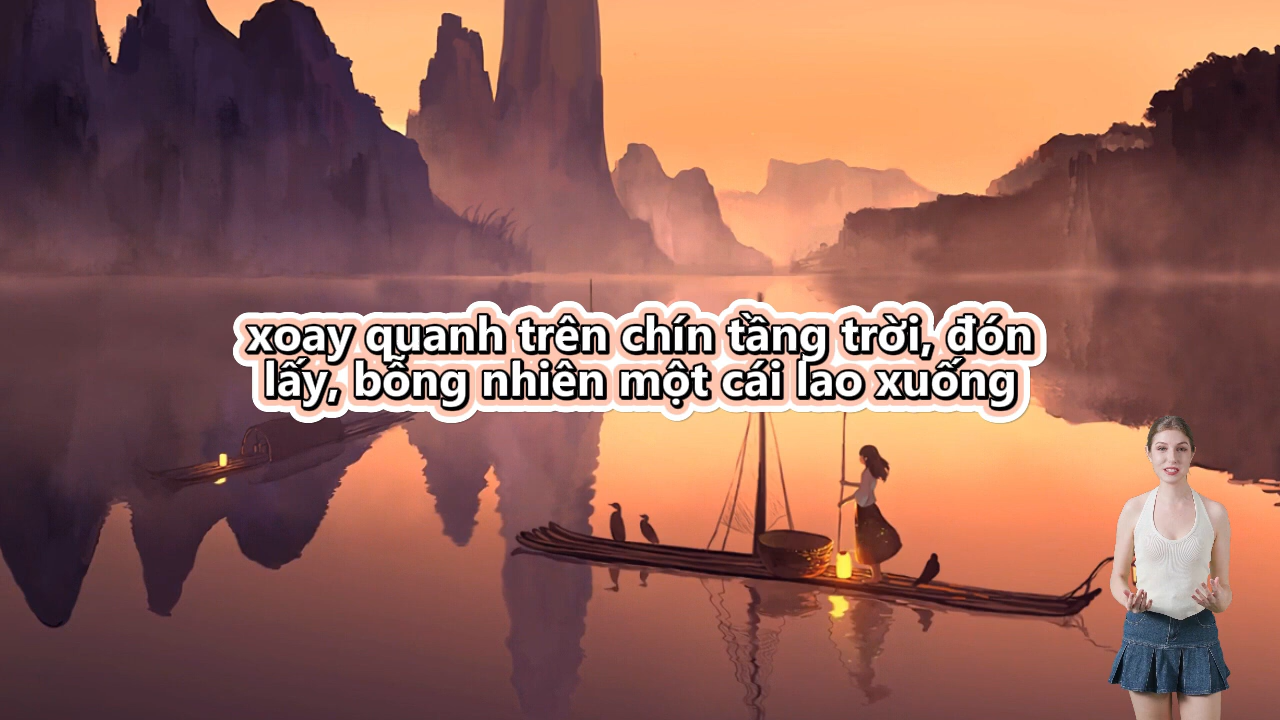 xoay quanh trên chín tầng trời, đón
lấy, bỗng nhiên một cái lao xuống